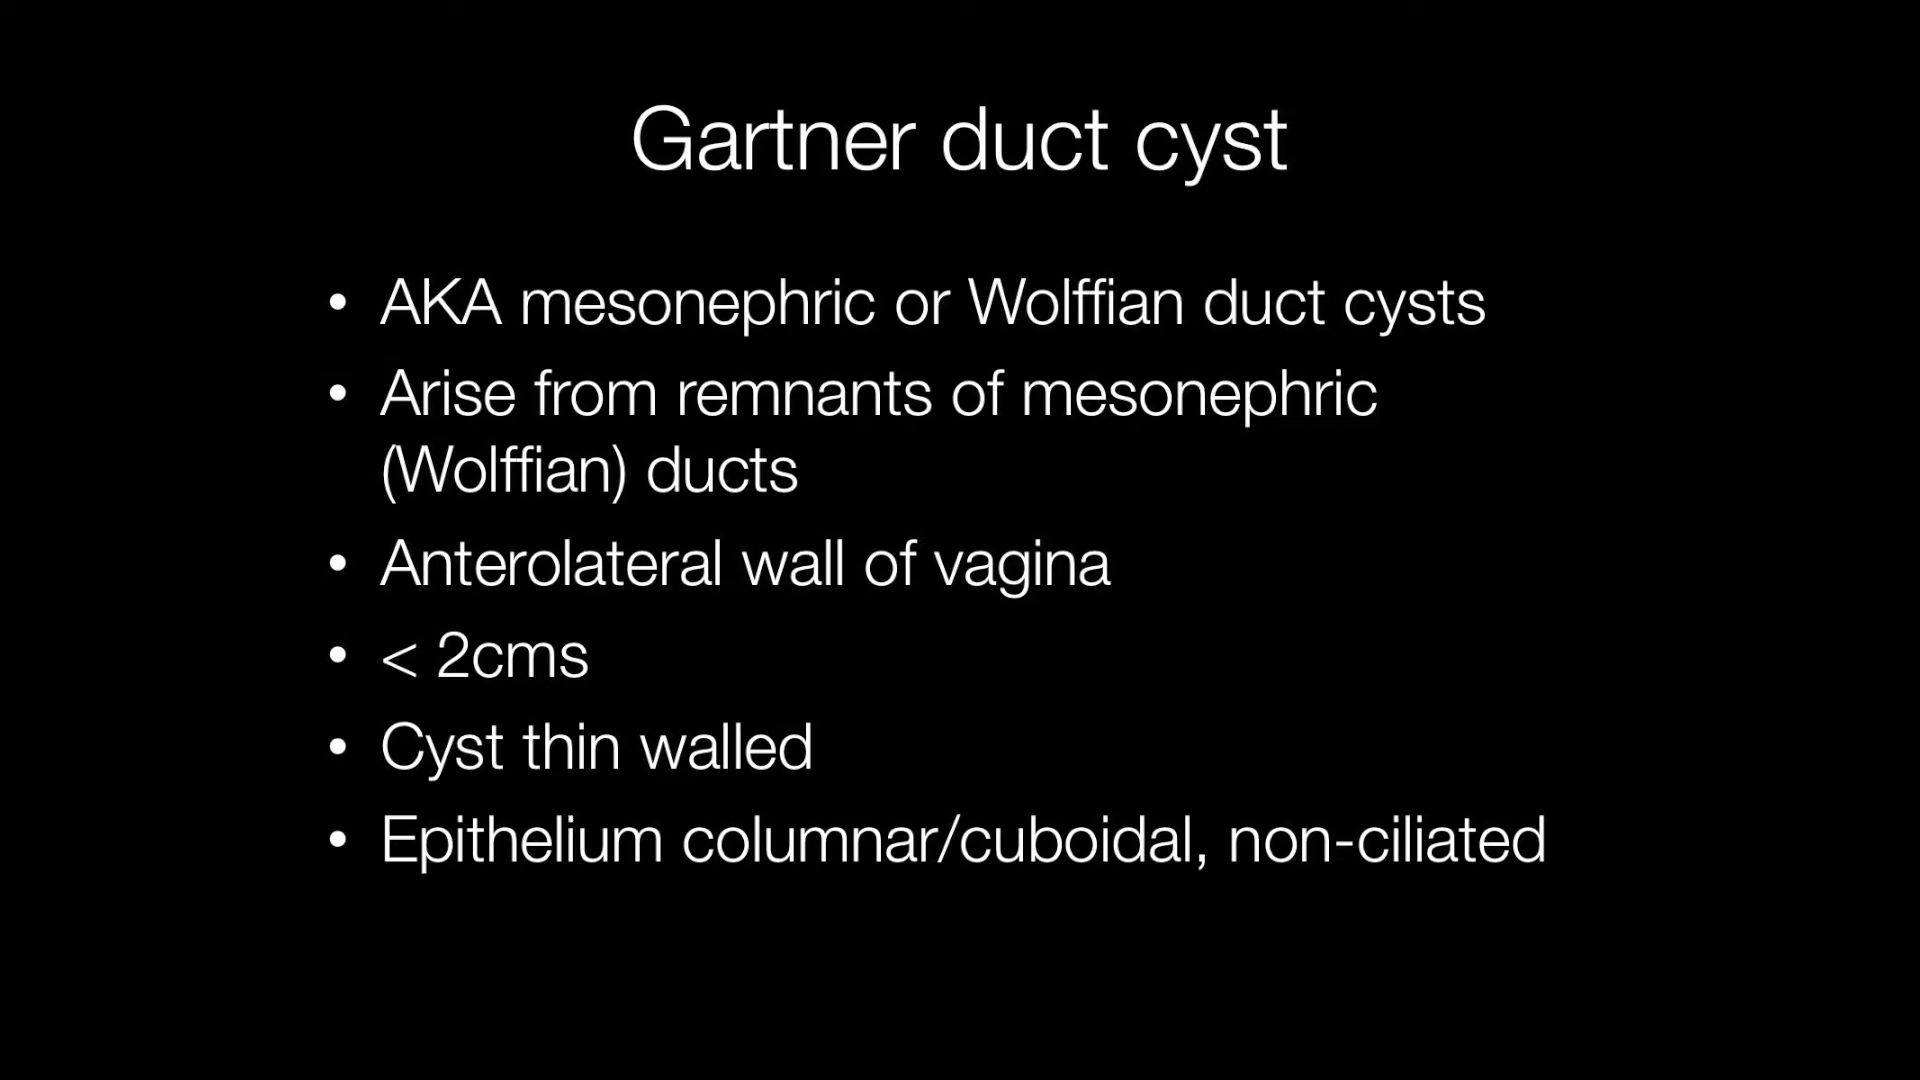 Gartner duct cyst
• AKA mesonephric or Wolffian duct cysts
• Arise from remnants of mesonephric
(Wolffian) ducts
• Anterolateral wall of vagina
• < 2cms
• Cyst thin walled
• Epithelium columnar/cuboidal, non-ciliated